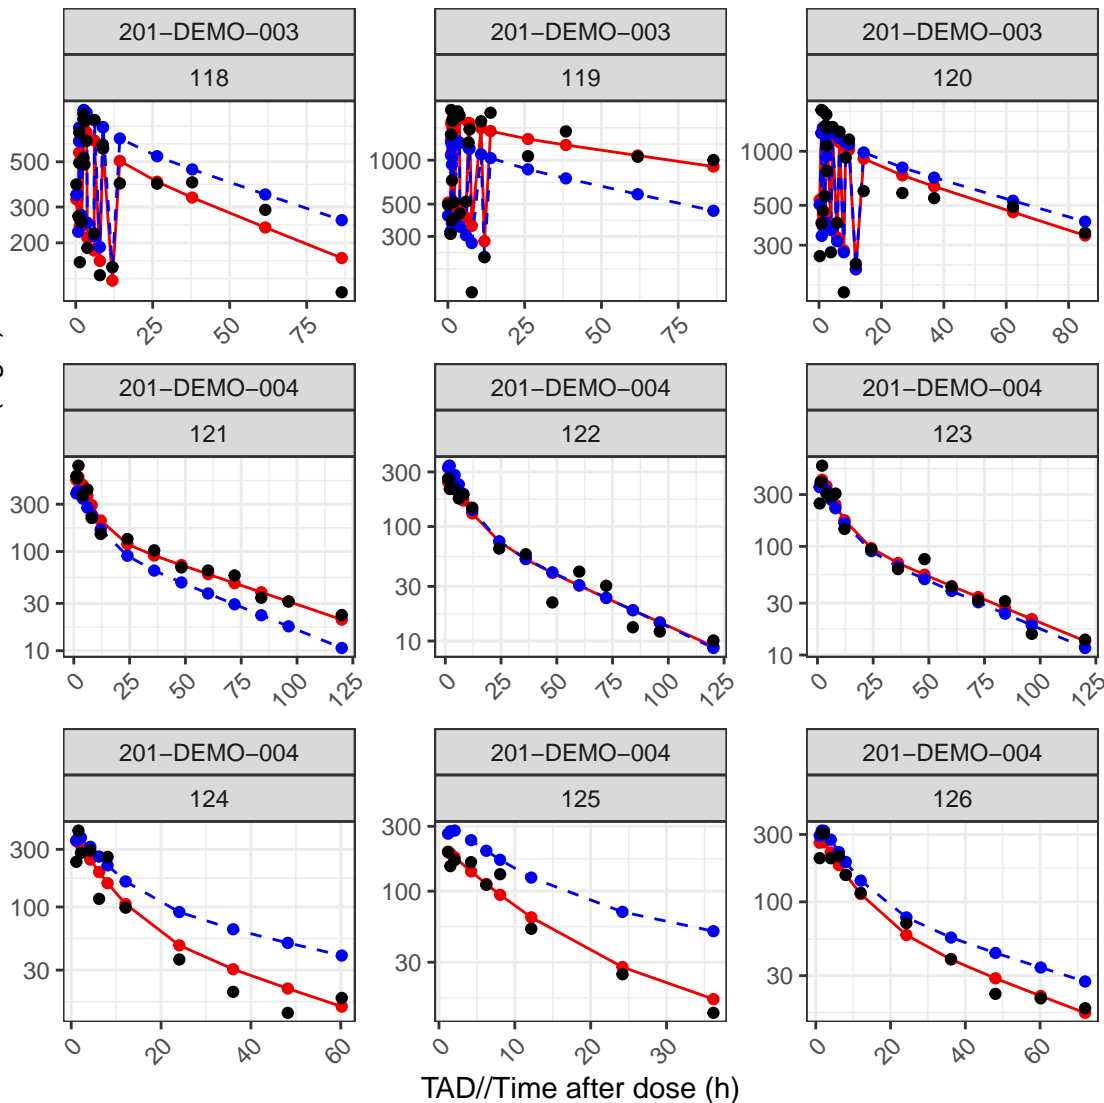 201−DEMO−003 201−DEMO−003 201−DEMO−003
118 119 120
500 300 200
1000 500 300
1000 500 300
0 25 50 75
0 25 50 75
0 20 40 60 80
201−DEMO−004 201−DEMO−004 201−DEMO−004
121 122 123
300 100 30 10
300 100 30 10
300 100 30 10
0 25 50 75 100 125
0 25 50 75 100 125
0 25 50 75 100 125
201−DEMO−004 201−DEMO−004 201−DEMO−004
124 125 126
300 100 30
300 100 30
300 100 30
0 20 40 60
0 10 20 30
0 20 40 60
TAD//Time after dose (h)